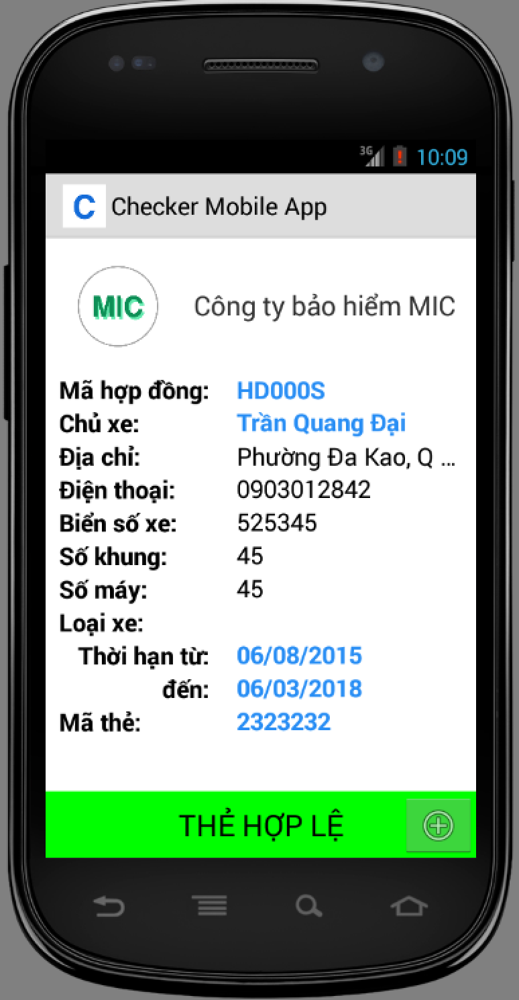 3G 10:09
C Checker Mobile App
MIC Công ty bảo hiểm MIC
Mã hợp đồng: HD000S
Chủ xe: Trần Quang Đại
Địa chỉ: Phường Đa Kao, Q ...
Điện thoại: 0903012842
Biển số xe: 525345
Số khung: 45
Số máy: 45
Loại xe:
Thời hạn từ: 06/08/2015
đến: 06/03/2018
Mã thẻ: 2323232
THẺ HỢP LỆ